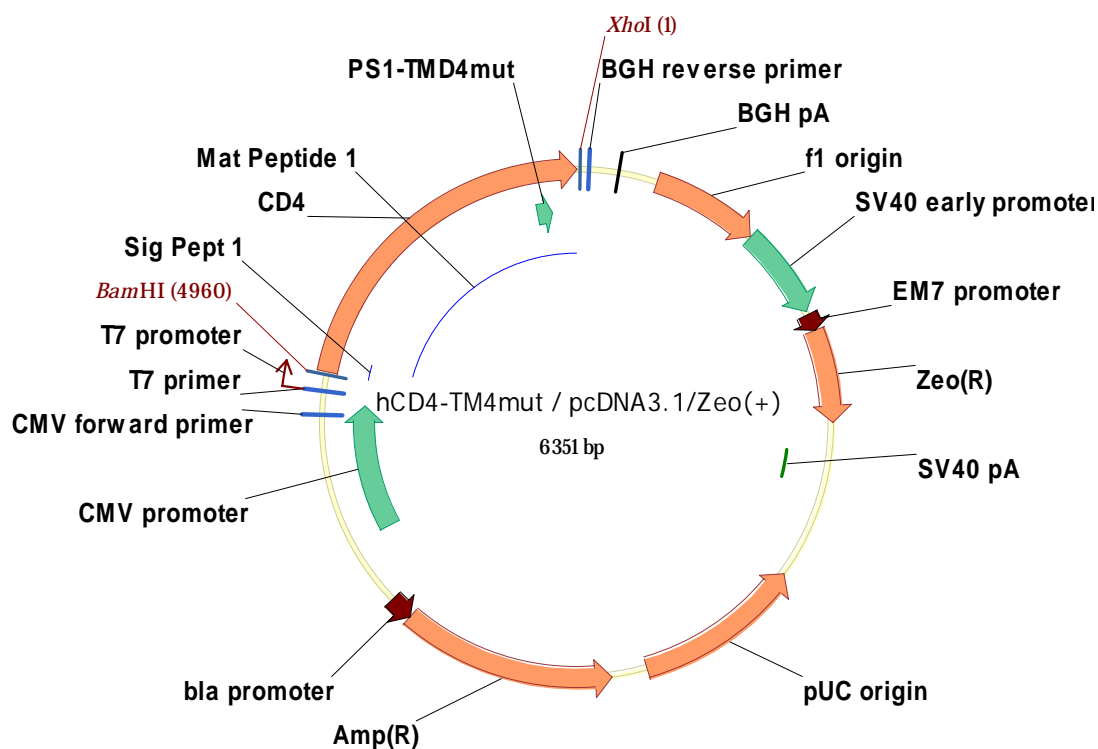 XhoI (1)
PS1-TMD4mut
BGH reverse primer
BGH pA
Mat Peptide 1
f1 origin
CD4
SV40 early promoter
Sig Pept 1
BamHI (4960)
EM7 promoter
T7 promoter
T7 primer
Zeo(R)
hCD4-TM4mut / pcDNA3.1/Zeo(+)
CMV forward primer
6351 bp
SV40 pA
CMV promoter
bla promoter
pUC origin
Amp(R)